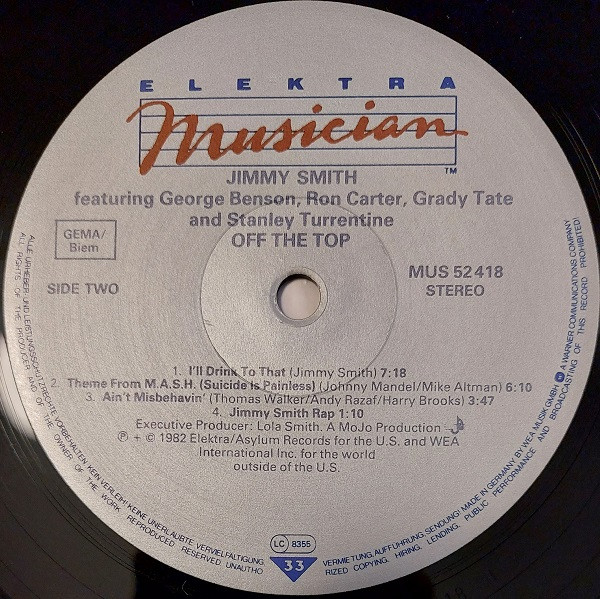 ELEKTRA
Musician
TM
JIMMY SMITH
featuring George Benson, Ron Carter, Grady Tate
and Stanley Turrentine
OFF THE TOP
GEMA/
Biem
MUS 52 418
SIDE TWO
STEREO
1. I'll Drink To That (Jimmy Smith) 7:18
2. Theme From M.A.S.H. (Suicide Is Painless) (Johnny Mandel/Mike Altman) 6:10
3. Ain't Misbehavin' (Thomas Walker/Andy Razaf/Harry Brooks) 3:47
4. Jimmy Smith Rap 1:10
Executive Producer: Lola Smith. A MoJo Production
℗ + © 1982 Elektra/Asylum Records for the U.S. and WEA
International Inc. for the world
outside of the U.S.
LC 8355
33
ALLE URHEBER- UND LEISTUNGSSCHUTZRECHTE VORBEHALTEN. KEIN VERLEIH! KEINE UNERLAUBTE VERVIELFÄLTIGUNG,
VERMIETUNG, AUFFÜHRUNG, SENDUNG! MADE IN GERMANY BY WEA MUSIK GMBH. A WARNER COMMUNICATIONS COMPANY
ALL RIGHTS OF THE PRODUCER AND OF THE OWNER OF THE WORK REPRODUCED RESERVED UNAUTHO
RIZED COPYING, HIRING, LENDING, PUBLIC PERFORMANCE AND BROADCASTING OF THIS RECORD PROHIBITED!